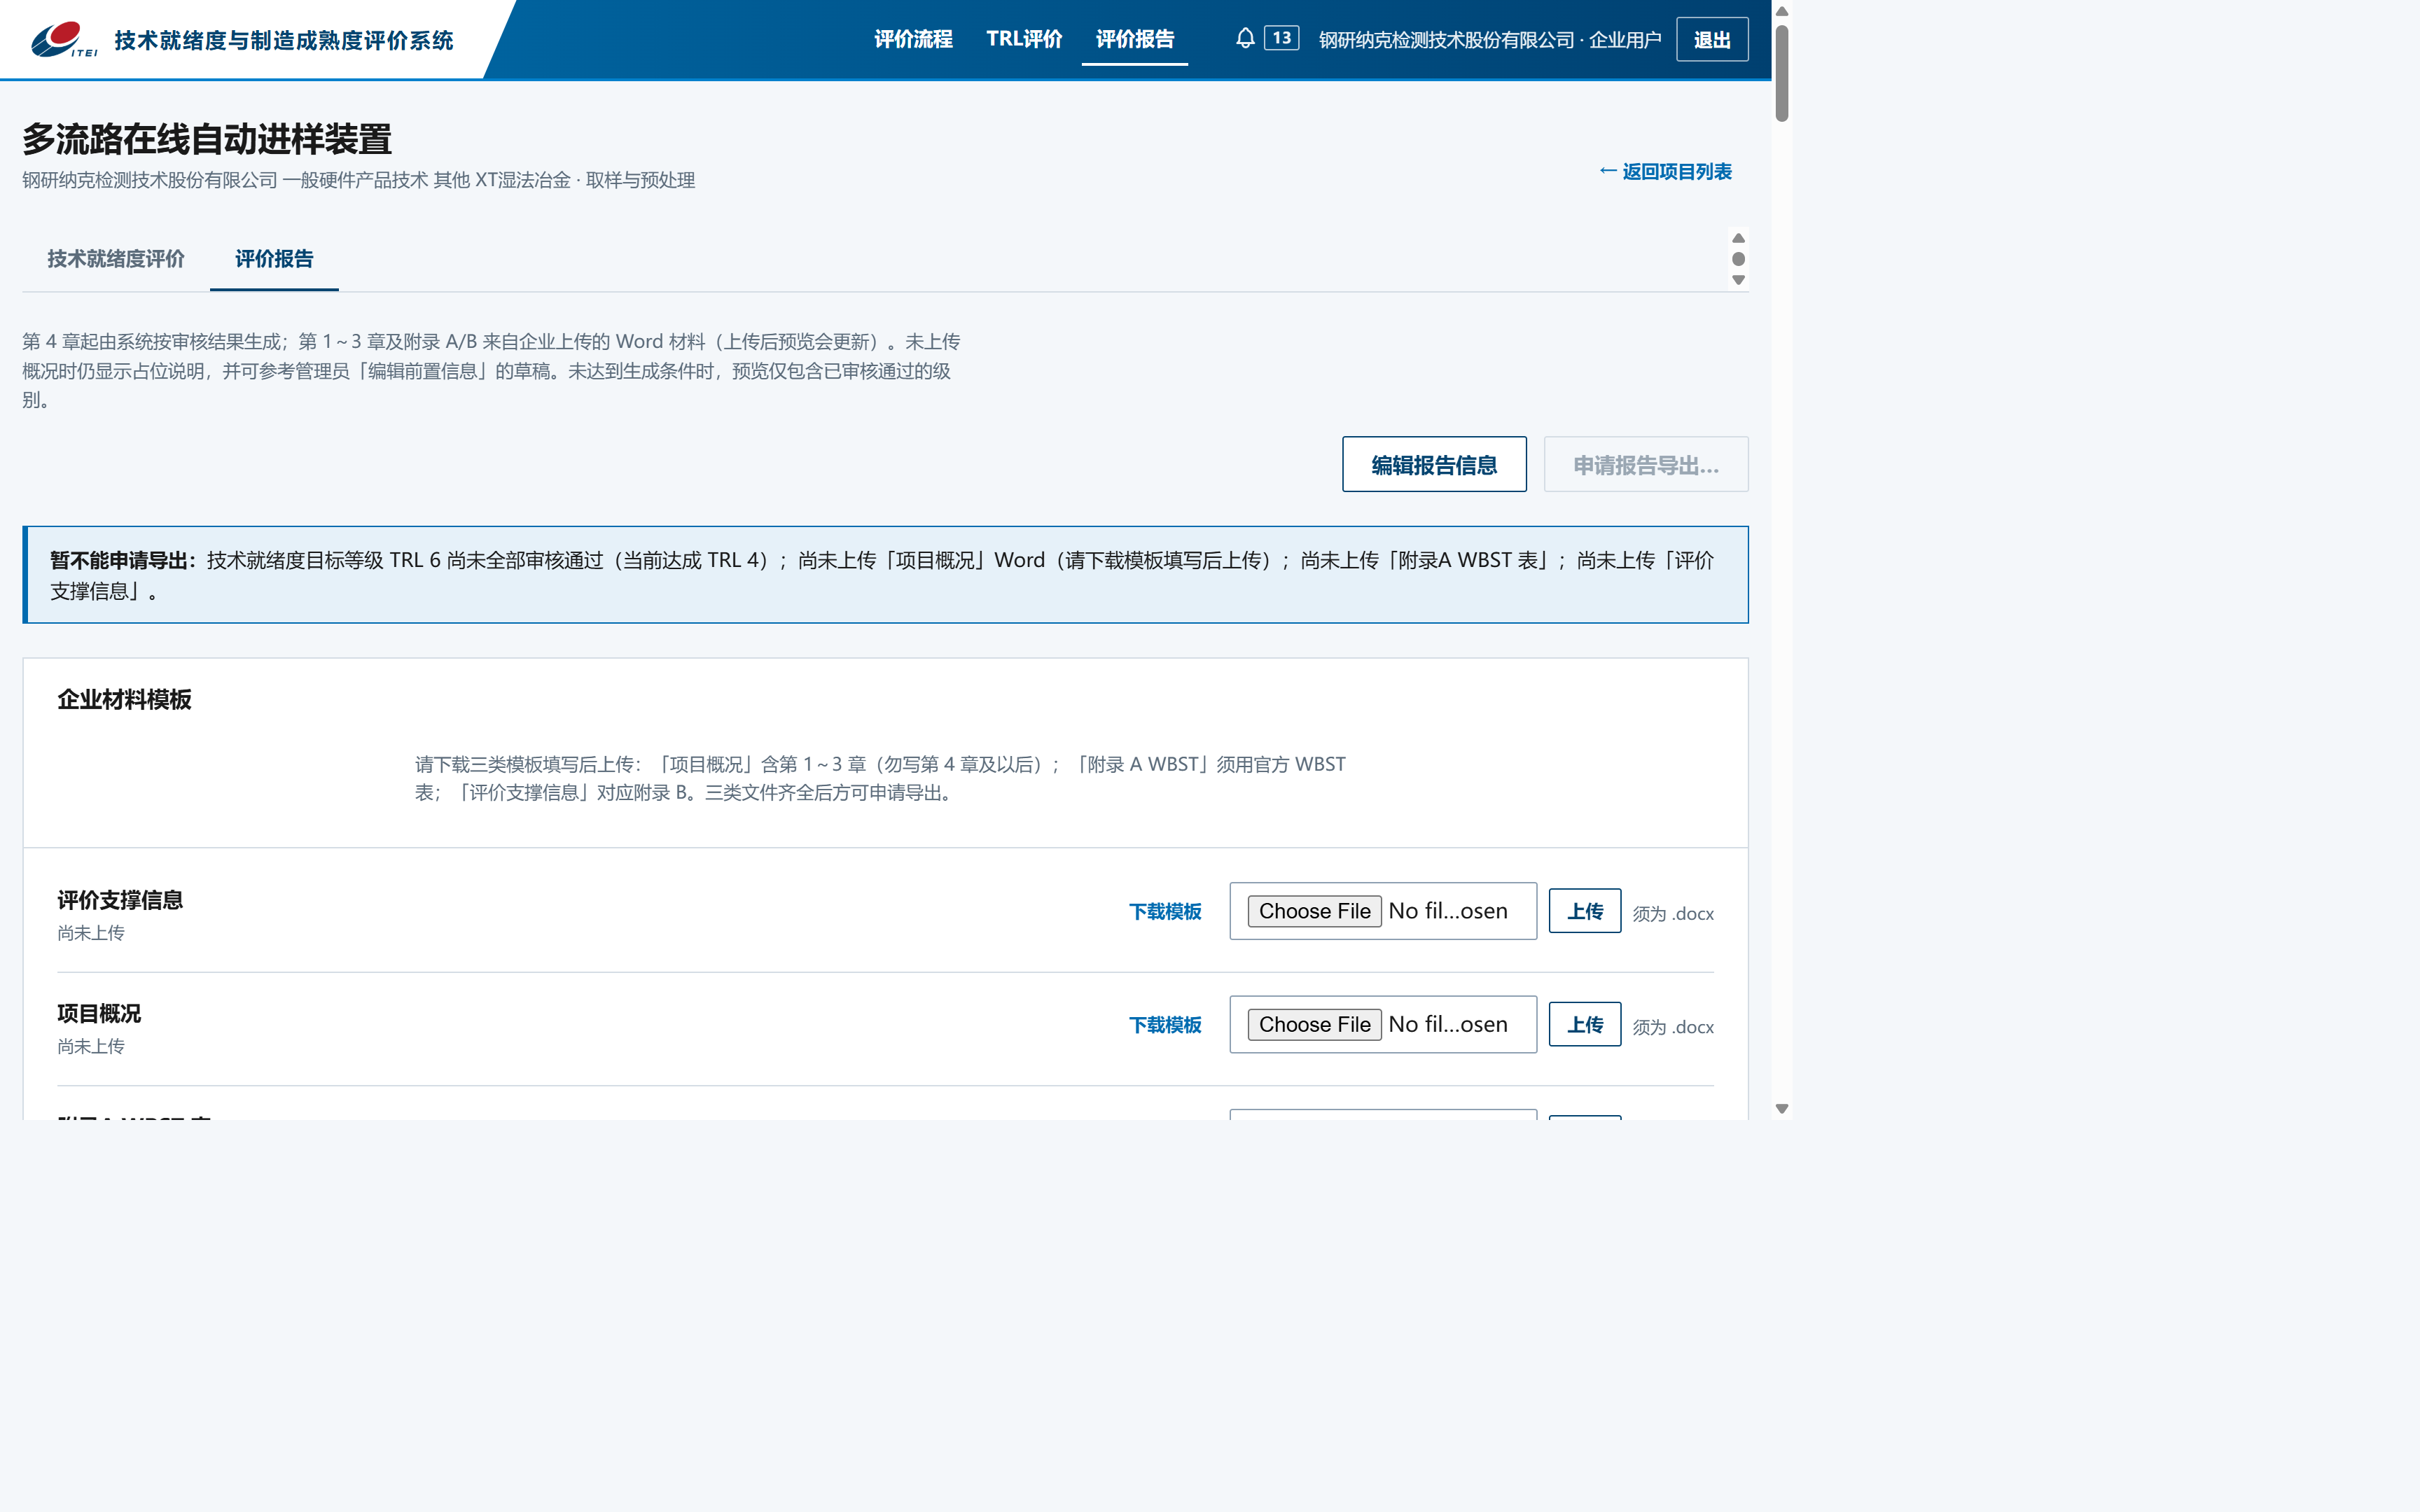 ITEI
技术就绪度与制造成熟度评价系统
评价流程 TRL评价 评价报告 13 钢研纳克检测技术股份有限公司 · 企业用户 退出
多流路在线自动进样装置
钢研纳克检测技术股份有限公司 一般硬件产品技术 其他 XT湿法冶金 · 取样与预处理
← 返回项目列表
技术就绪度评价 评价报告
第 4 章起由系统按审核结果生成；第 1～3 章及附录 A/B 来自企业上传的 Word 材料（上传后预览会更新）。未上传
概况时仍显示占位说明，并可参考管理员「编辑前置信息」的草稿。未达到生成条件时，预览仅包含已审核通过的级
别。
编辑报告信息 申请报告导出…
暂不能申请导出：技术就绪度目标等级 TRL 6 尚未全部审核通过（当前达成 TRL 4）；尚未上传「项目概况」Word（请下载模板填写后上传）；尚未上传「附录A WBST 表」；尚未上传「评价
支撑信息」。
企业材料模板
请下载三类模板填写后上传：「项目概况」含第 1～3 章（勿写第 4 章及以后）；「附录 A WBST」须用官方 WBST
表；「评价支撑信息」对应附录 B。三类文件齐全后方可申请导出。
评价支撑信息
尚未上传
下载模板 Choose File No fil...osen 上传 须为 .docx
项目概况
尚未上传
下载模板 Choose File No fil...osen 上传 须为 .docx
附录A WBST 表